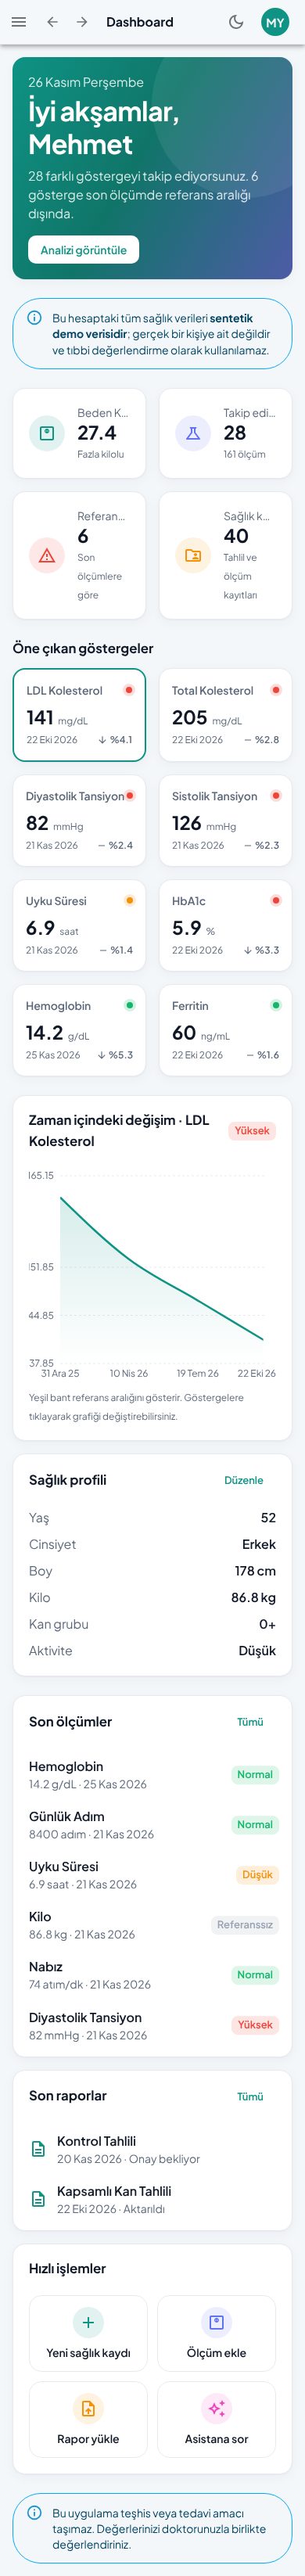 Dashboard
MY
26 Kasım Perşembe
İyi akşamlar,
Mehmet
28 farklı göstergeyi takip ediyorsunuz. 6
gösterge son ölçümde referans aralığı
dışında.
Analizi görüntüle
Bu hesaptaki tüm sağlık verileri sentetik
demo verisidir; gerçek bir kişiye ait değildir
ve tıbbi değerlendirme olarak kullanılamaz.
Beden K...
27.4
Fazla kilolu
Takip edi...
28
161 ölçüm
Referan...
6
Son
ölçümlere
göre
Sağlık k...
40
Tahlil ve
ölçüm
kayıtları
Öne çıkan göstergeler
LDL Kolesterol
141 mg/dL
22 Eki 2026 ↓ %4.1
Total Kolesterol
205 mg/dL
22 Eki 2026 — %2.8
Diyastolik Tansiyon
82 mmHg
21 Kas 2026 — %2.4
Sistolik Tansiyon
126 mmHg
21 Kas 2026 — %2.3
Uyku Süresi
6.9 saat
21 Kas 2026 — %1.4
HbA1c
5.9 %
22 Eki 2026 ↓ %3.3
Hemoglobin
14.2 g/dL
25 Kas 2026 ↓ %5.3
Ferritin
60 ng/mL
22 Eki 2026 — %1.6
Zaman içindeki değişim · LDL
Kolesterol
Yüksek
165.15
151.85
144.85
137.85
31 Ara 25 10 Nis 26 19 Tem 26 22 Eki 26
Yeşil bant referans aralığını gösterir. Göstergelere
tıklayarak grafiği değiştirebilirsiniz.
Sağlık profili
Düzenle
Yaş 52
Cinsiyet Erkek
Boy 178 cm
Kilo 86.8 kg
Kan grubu 0+
Aktivite Düşük
Son ölçümler
Tümü
Hemoglobin
14.2 g/dL · 25 Kas 2026
Normal
Günlük Adım
8400 adım · 21 Kas 2026
Normal
Uyku Süresi
6.9 saat · 21 Kas 2026
Düşük
Kilo
86.8 kg · 21 Kas 2026
Referanssız
Nabız
74 atım/dk · 21 Kas 2026
Normal
Diyastolik Tansiyon
82 mmHg · 21 Kas 2026
Yüksek
Son raporlar
Tümü
Kontrol Tahlili
20 Kas 2026 · Onay bekliyor
Kapsamlı Kan Tahlili
22 Eki 2026 · Aktarıldı
Hızlı işlemler
Yeni sağlık kaydı
Ölçüm ekle
Rapor yükle
Asistana sor
Bu uygulama teşhis veya tedavi amacı
taşımaz. Değerlerinizi doktorunuzla birlikte
değerlendiriniz.